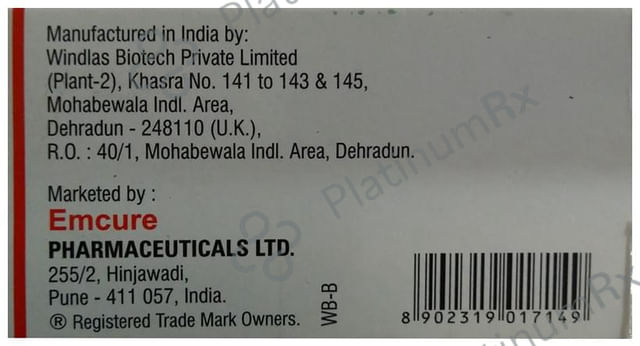 Manufactured in India by:
Windlas Biotech Private Limited
(Plant-2), Khasra No. 141 to 143 & 145,
Mohabewala Indl. Area,
Dehradun - 248110 (U.K.),
R.O. : 40/1, Mohabewala Indl. Area, Dehradun.
Marketed by :
Emcure
PHARMACEUTICALS LTD.
255/2, Hinjawadi,
Pune - 411 057, India.
® Registered Trade Mark Owners.
WB-B
8 902319 017149
PlatinumRx
PlatinumRx